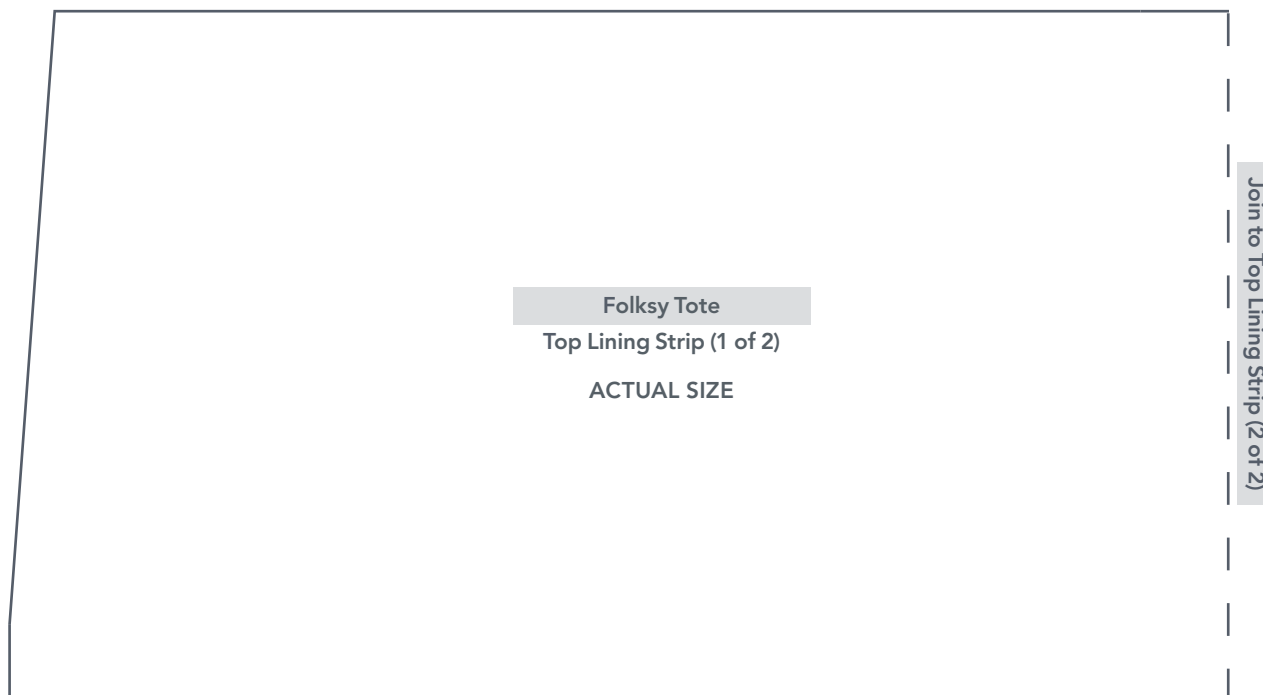 Folksy Tote
Top Lining Strip (1 of 2)
ACTUAL SIZE
Join to Top Lining Strip (2 of 2)